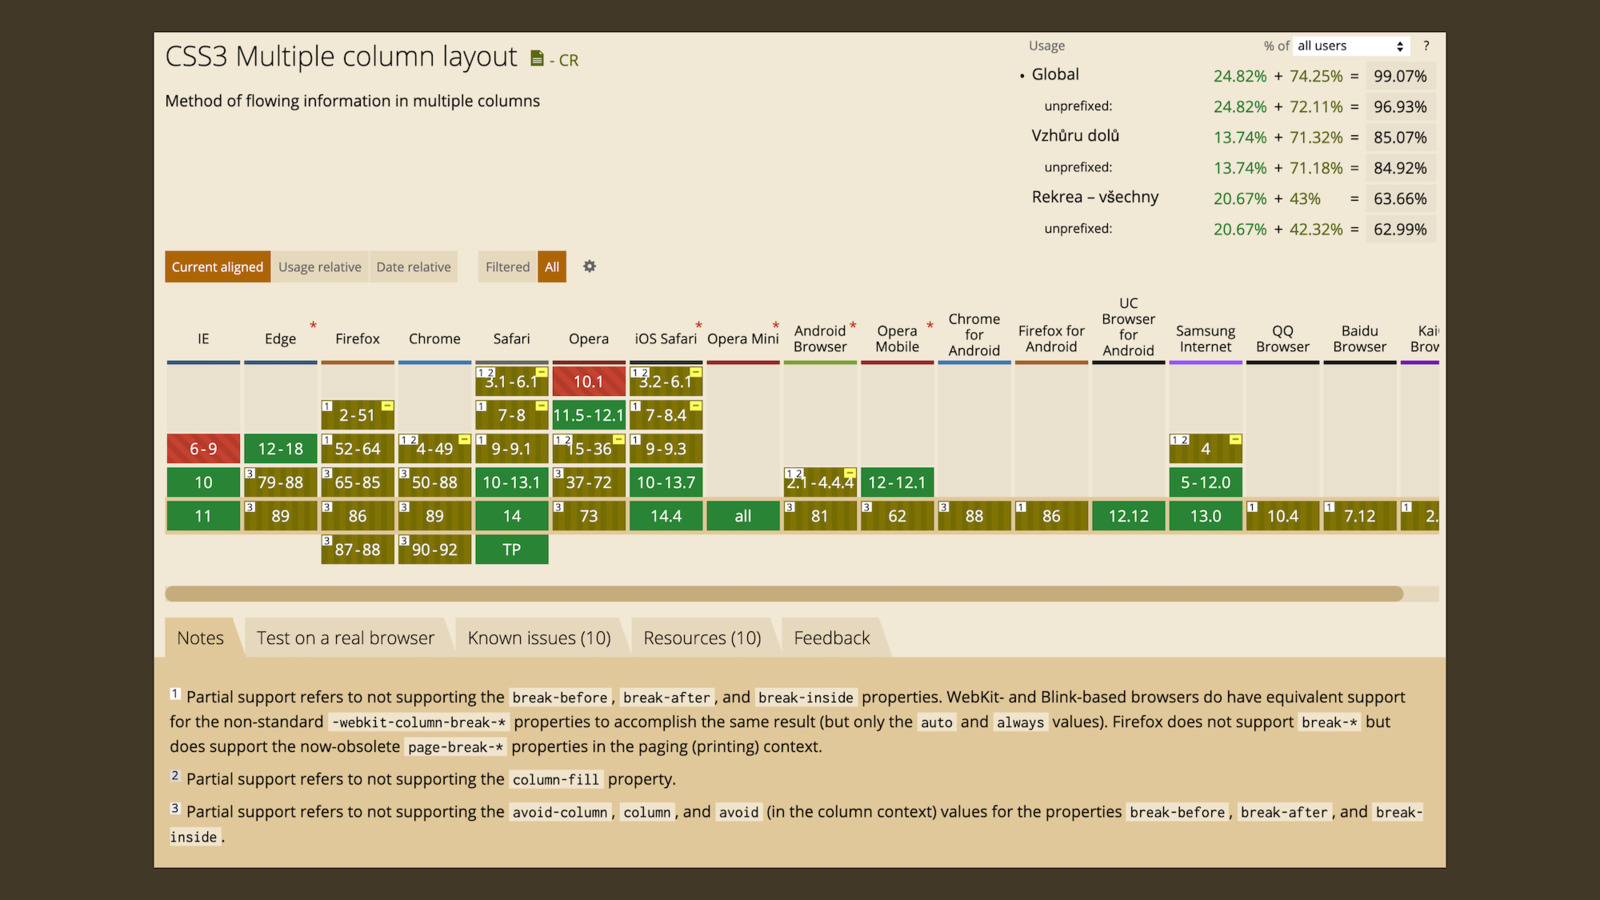 CSS3 Multiple column layout - CR
Method of flowing information in multiple columns
Usage % of all users ?
• Global 24.82% + 74.25% = 99.07%
unprefixed: 24.82% + 72.11% = 96.93%
Vzhůru dolů 13.74% + 71.32% = 85.07%
unprefixed: 13.74% + 71.18% = 84.92%
Rekrea – všechny 20.67% + 43% = 63.66%
unprefixed: 20.67% + 42.32% = 62.99%
Current aligned Usage relative Date relative Filtered All
IE Edge * Firefox Chrome Safari Opera iOS Safari * Opera Mini * Android Browser * Opera Mobile * Chrome for Android Firefox for Android UC Browser for Android Samsung Internet QQ Browser Baidu Browser Kai Brow
1 2 3.1-6.1 10.1 1 2 3.2-6.1
1 2-51 1 7-8 11.5-12.1 1 7-8.4
6-9 12-18 1 52-64 1 2 4-49 1 9-9.1 1 2 15-36 1 9-9.3 1 2 4
10 3 79-88 3 65-85 3 50-88 10-13.1 3 37-72 10-13.7 1 2 2.1-4.4.4 12-12.1 5-12.0
11 3 89 3 86 3 89 14 3 73 14.4 all 3 81 3 62 3 88 1 86 12.12 13.0 1 10.4 1 7.12 1 2.
3 87-88 3 90-92 TP
Notes Test on a real browser Known issues (10) Resources (10) Feedback
1 Partial support refers to not supporting the break-before, break-after, and break-inside properties. WebKit- and Blink-based browsers do have equivalent support
for the non-standard -webkit-column-break-* properties to accomplish the same result (but only the auto and always values). Firefox does not support break-* but
does support the now-obsolete page-break-* properties in the paging (printing) context.
2 Partial support refers to not supporting the column-fill property.
3 Partial support refers to not supporting the avoid-column, column, and avoid (in the column context) values for the properties break-before, break-after, and break-
inside.